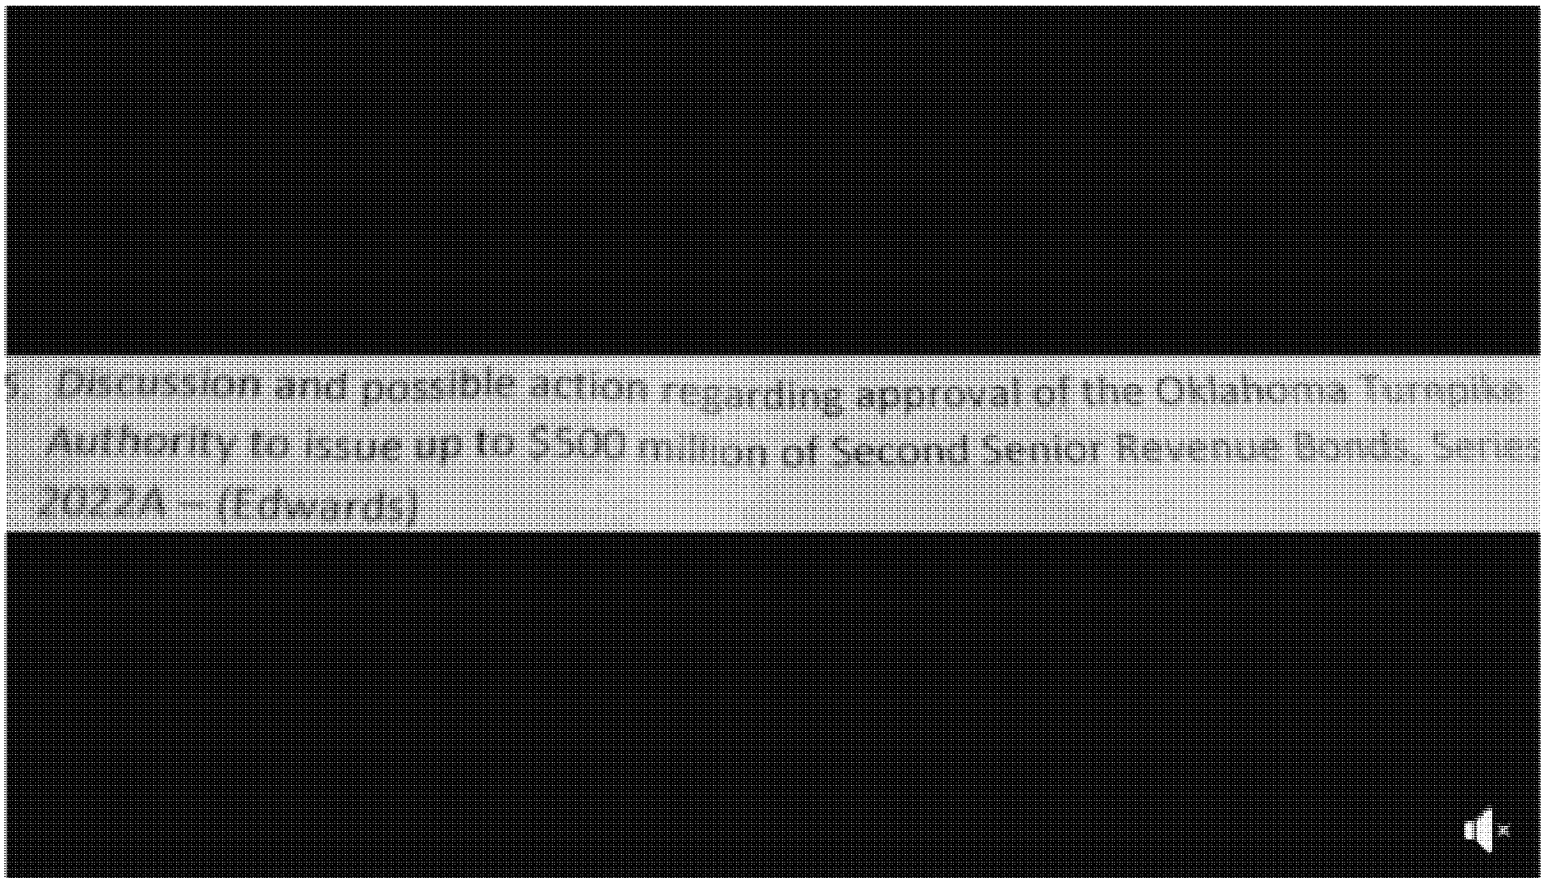 5. Discussion and possible action regarding approval of the Oklahoma Turnpike
Authority to issue up to $500 million of Second Senior Revenue Bonds, Series
2022A – (Edwards)